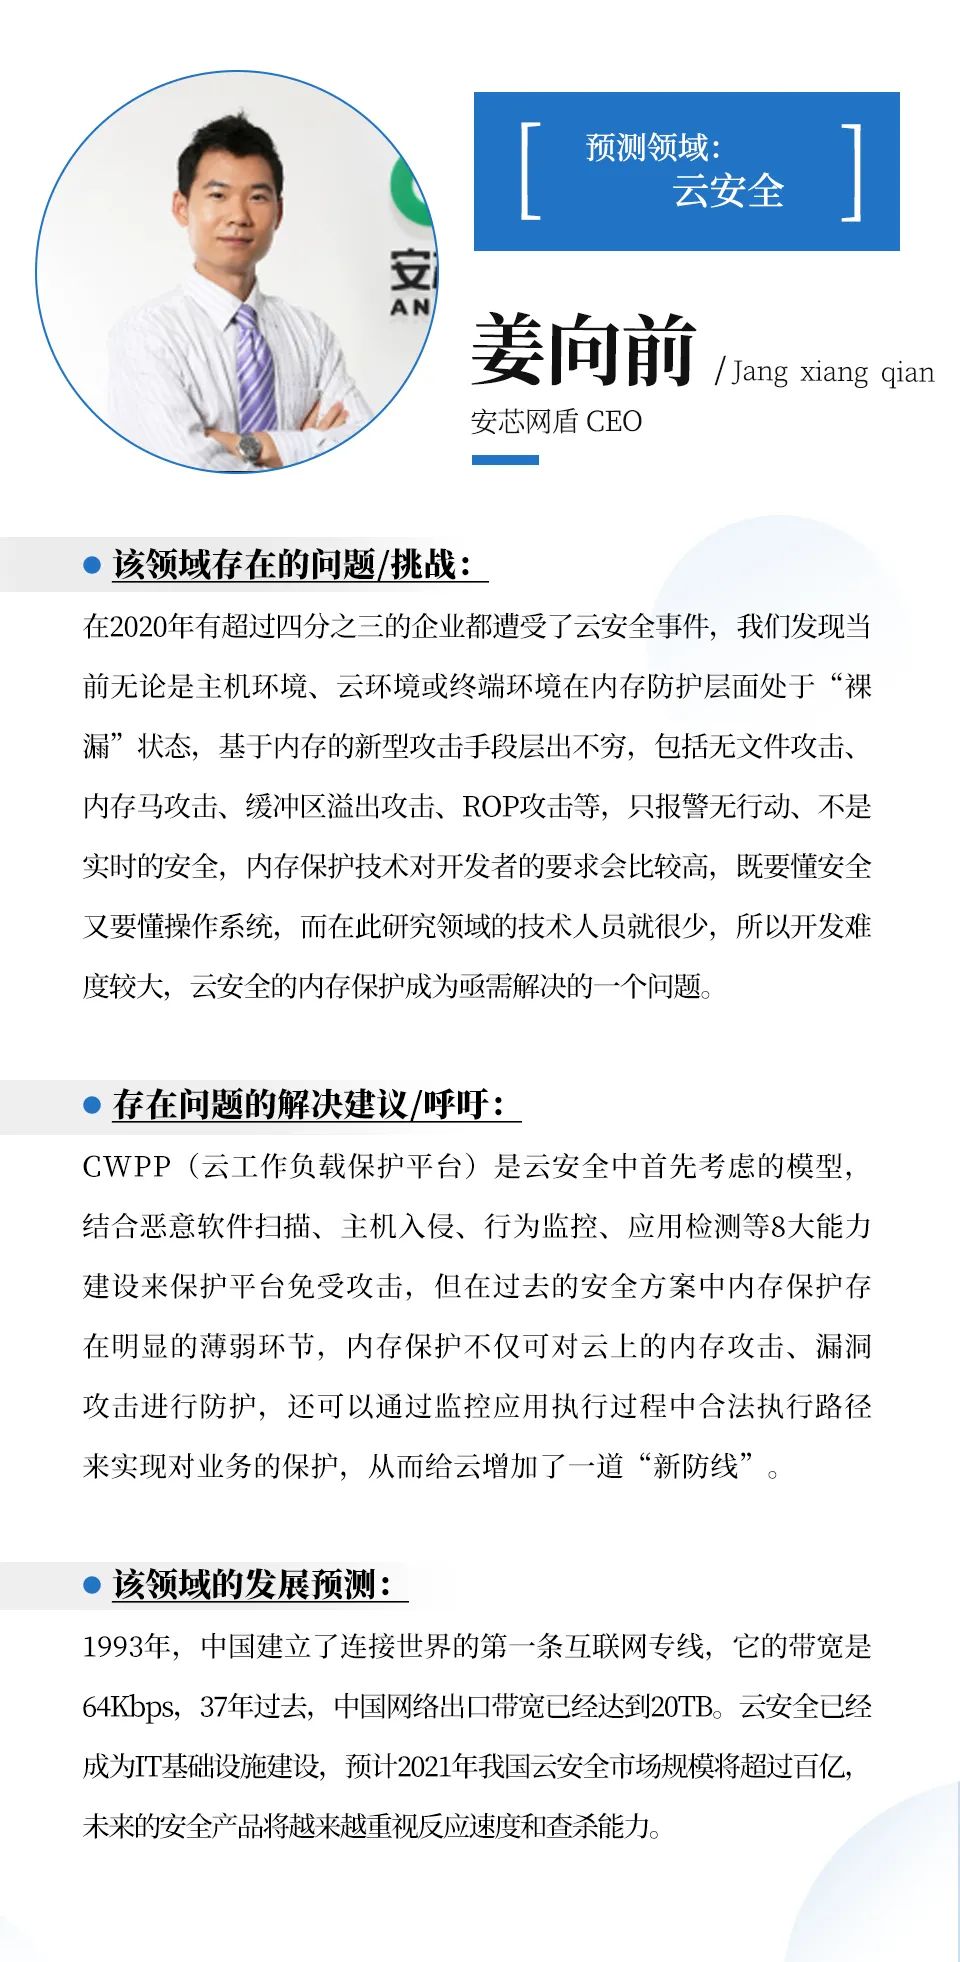 安
AN
预测领域：
云安全
姜向前 / Jang xiang qian
安芯网盾 CEO
该领域存在的问题/挑战：
在2020年有超过四分之三的企业都遭受了云安全事件，我们发现当
前无论是主机环境、云环境或终端环境在内存防护层面处于“裸
漏”状态，基于内存的新型攻击手段层出不穷，包括无文件攻击、
内存马攻击、缓冲区溢出攻击、ROP攻击等，只报警无行动、不是
实时的安全，内存保护技术对开发者的要求会比较高，既要懂安全
又要懂操作系统，而在此研究领域的技术人员就很少，所以开发难
度较大，云安全的内存保护成为亟需解决的一个问题。
存在问题的解决建议/呼吁：
CWPP（云工作负载保护平台）是云安全中首先考虑的模型，
结合恶意软件扫描、主机入侵、行为监控、应用检测等8大能力
建设来保护平台免受攻击，但在过去的安全方案中内存保护存
在明显的薄弱环节，内存保护不仅可对云上的内存攻击、漏洞
攻击进行防护，还可以通过监控应用执行过程中合法执行路径
来实现对业务的保护，从而给云增加了一道“新防线”。
该领域的发展预测：
1993年，中国建立了连接世界的第一条互联网专线，它的带宽是
64Kbps，37年过去，中国网络出口带宽已经达到20TB。云安全已经
成为IT基础设施建设，预计2021年我国云安全市场规模将超过百亿，
未来的安全产品将越来越重视反应速度和查杀能力。